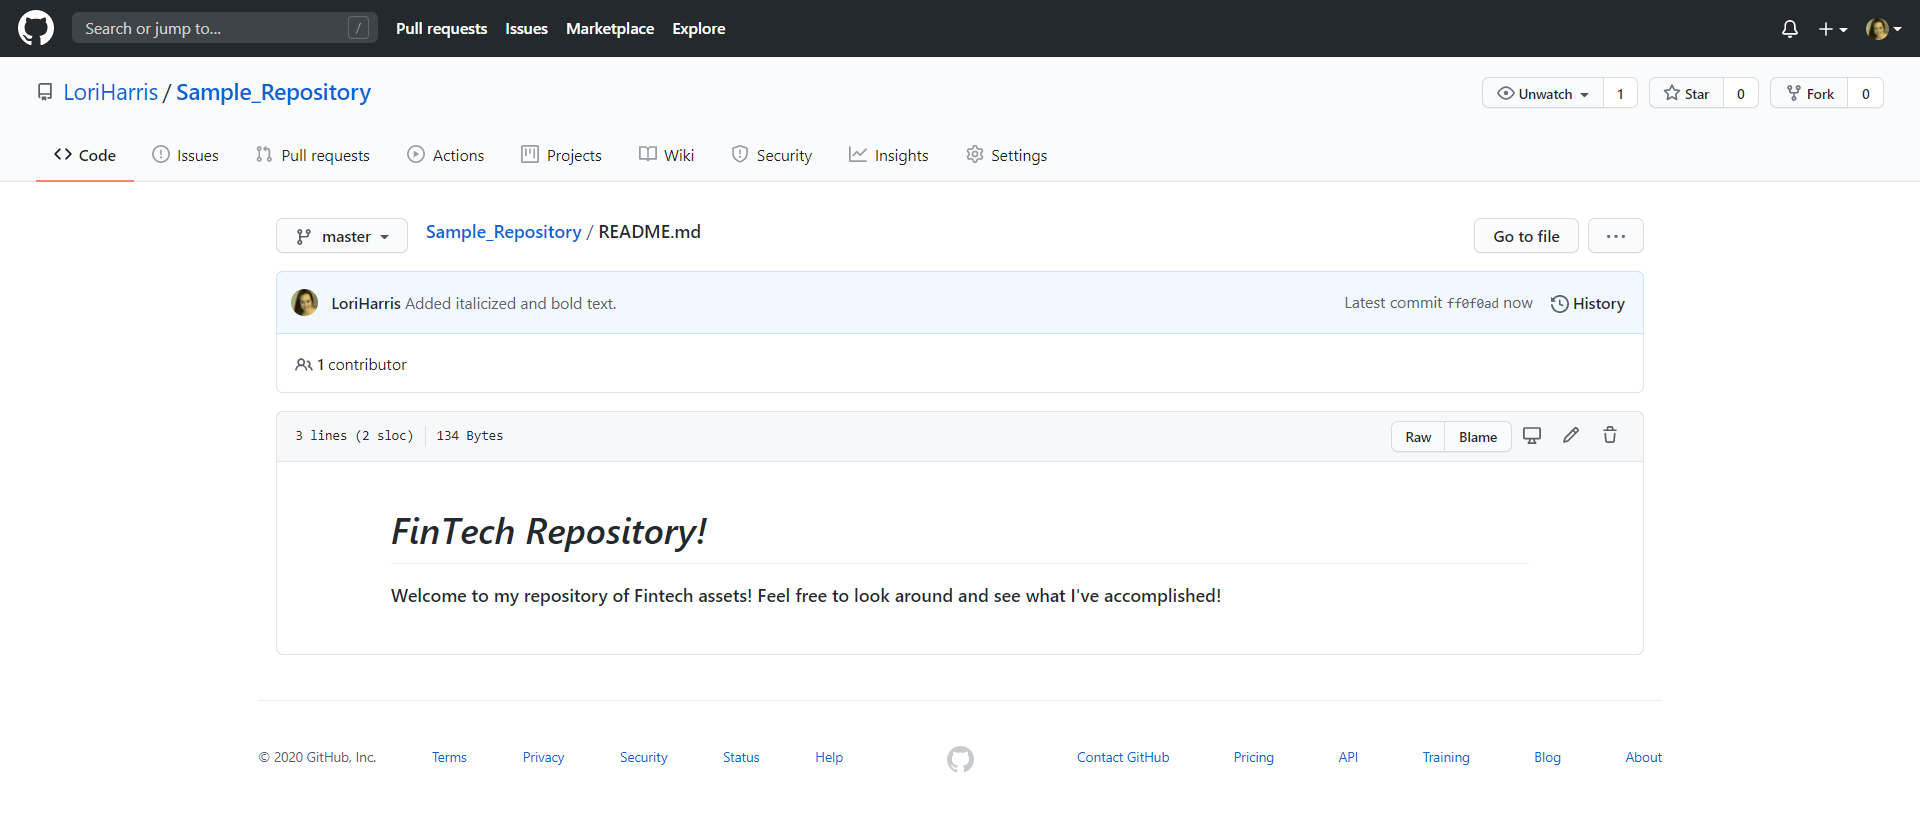 Search or jump to... / Pull requests Issues Marketplace Explore
LoriHarris / Sample_Repository Unwatch 1 Star 0 Fork 0
Code Issues Pull requests Actions Projects Wiki Security Insights Settings
master Sample_Repository / README.md Go to file ...
LoriHarris Added italicized and bold text. Latest commit ff0f0ad now History
1 contributor
3 lines (2 sloc) 134 Bytes Raw Blame
FinTech Repository!
Welcome to my repository of Fintech assets! Feel free to look around and see what I've accomplished!
© 2020 GitHub, Inc. Terms Privacy Security Status Help Contact GitHub Pricing API Training Blog About